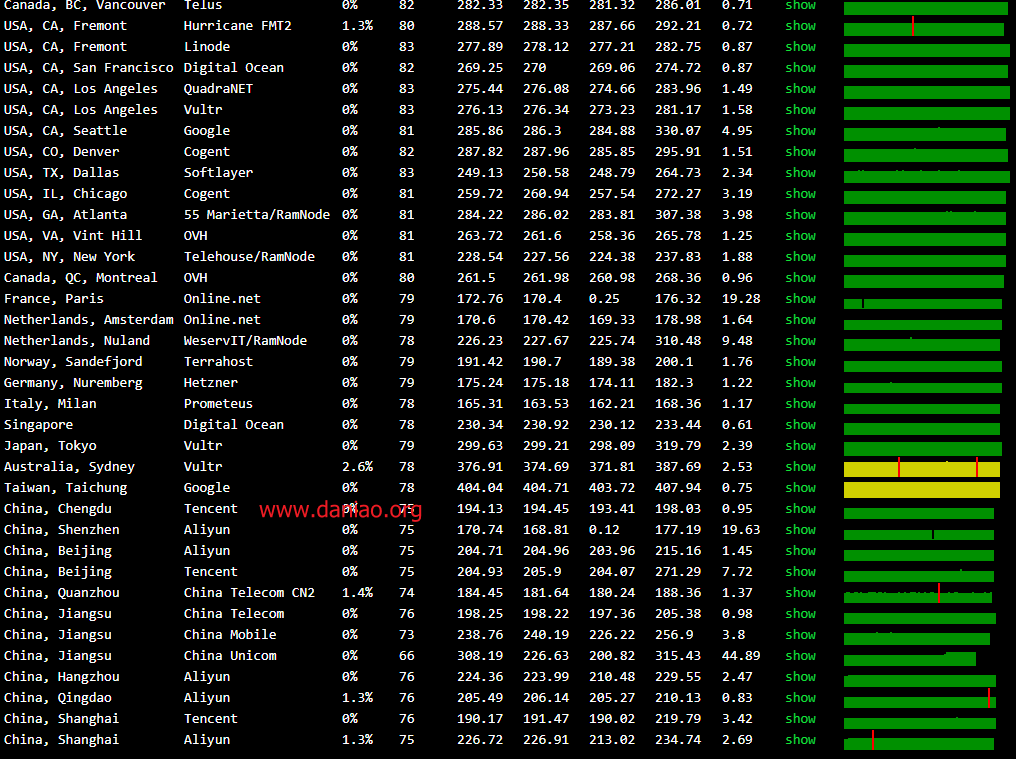 Canada, BC, Vancouver Telus 0% 82 282.33 282.35 281.32 286.01 0.71 show
USA, CA, Fremont Hurricane FMT2 1.3% 80 288.57 288.33 287.66 292.21 0.72 show
USA, CA, Fremont Linode 0% 83 277.89 278.12 277.21 282.75 0.87 show
USA, CA, San Francisco Digital Ocean 0% 82 269.25 270 269.06 274.72 0.87 show
USA, CA, Los Angeles QuadraNET 0% 83 275.44 276.08 274.66 283.96 1.49 show
USA, CA, Los Angeles Vultr 0% 83 276.13 276.34 273.23 281.17 1.58 show
USA, CA, Seattle Google 0% 81 285.86 286.3 284.88 330.07 4.95 show
USA, CO, Denver Cogent 0% 82 287.82 287.96 285.85 295.91 1.51 show
USA, TX, Dallas Softlayer 0% 83 249.13 250.58 248.79 264.73 2.34 show
USA, IL, Chicago Cogent 0% 81 259.72 260.94 257.54 272.27 3.19 show
USA, GA, Atlanta 55 Marietta/RamNode 0% 81 284.22 286.02 283.81 307.38 3.98 show
USA, VA, Vint Hill OVH 0% 81 263.72 261.6 258.36 265.78 1.25 show
USA, NY, New York Telehouse/RamNode 0% 81 228.54 227.56 224.38 237.83 1.88 show
Canada, QC, Montreal OVH 0% 80 261.5 261.98 260.98 268.36 0.96 show
France, Paris Online.net 0% 79 172.76 170.4 0.25 176.32 19.28 show
Netherlands, Amsterdam Online.net 0% 79 170.6 170.42 169.33 178.98 1.64 show
Netherlands, Nuland WeservIT/RamNode 0% 78 226.23 227.67 225.74 310.48 9.48 show
Norway, Sandefjord Terrahost 0% 79 191.42 190.7 189.38 200.1 1.76 show
Germany, Nuremberg Hetzner 0% 79 175.24 175.18 174.11 182.3 1.22 show
Italy, Milan Prometeus 0% 78 165.31 163.53 162.21 168.36 1.17 show
Singapore Digital Ocean 0% 78 230.34 230.92 230.12 233.44 0.61 show
Japan, Tokyo Vultr 0% 79 299.63 299.21 298.09 319.79 2.39 show
Australia, Sydney Vultr 2.6% 78 376.91 374.69 371.81 387.69 2.53 show
Taiwan, Taichung Google 0% 78 404.04 404.71 403.72 407.94 0.75 show
China, Chengdu Tencent 0% 75 194.13 194.45 193.41 198.03 0.95 show
www.daniao.org
China, Shenzhen Aliyun 0% 75 170.74 168.81 0.12 177.19 19.63 show
China, Beijing Aliyun 0% 75 204.71 204.96 203.96 215.16 1.45 show
China, Beijing Tencent 0% 75 204.93 205.9 204.07 271.29 7.72 show
China, Quanzhou China Telecom CN2 1.4% 74 184.45 181.64 180.24 188.36 1.37 show
China, Jiangsu China Telecom 0% 76 198.25 198.22 197.36 205.38 0.98 show
China, Jiangsu China Mobile 0% 73 238.76 240.19 226.22 256.9 3.8 show
China, Jiangsu China Unicom 0% 66 308.19 226.63 200.82 315.43 44.89 show
China, Hangzhou Aliyun 0% 76 224.36 223.99 210.48 229.55 2.47 show
China, Qingdao Aliyun 1.3% 76 205.49 206.14 205.27 210.13 0.83 show
China, Shanghai Tencent 0% 76 190.17 191.47 190.02 219.79 3.42 show
China, Shanghai Aliyun 1.3% 75 226.72 226.91 213.02 234.74 2.69 show